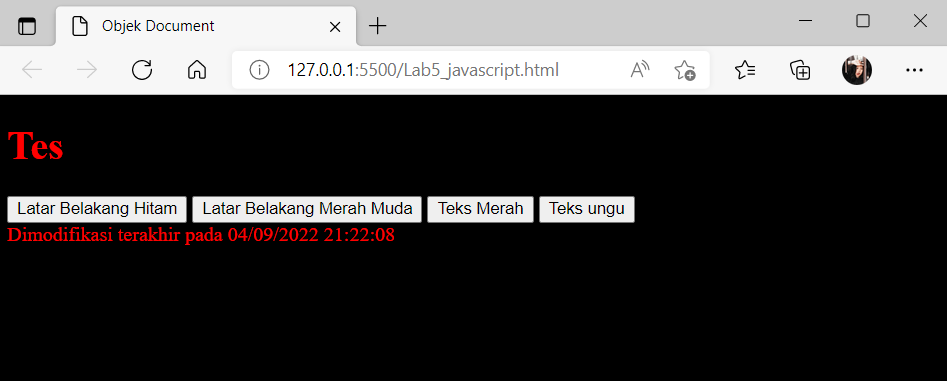 Objek Document
127.0.0.1:5500/Lab5_javascript.html
Tes
Latar Belakang Hitam Latar Belakang Merah Muda Teks Merah Teks ungu
Dimodifikasi terakhir pada 04/09/2022 21:22:08